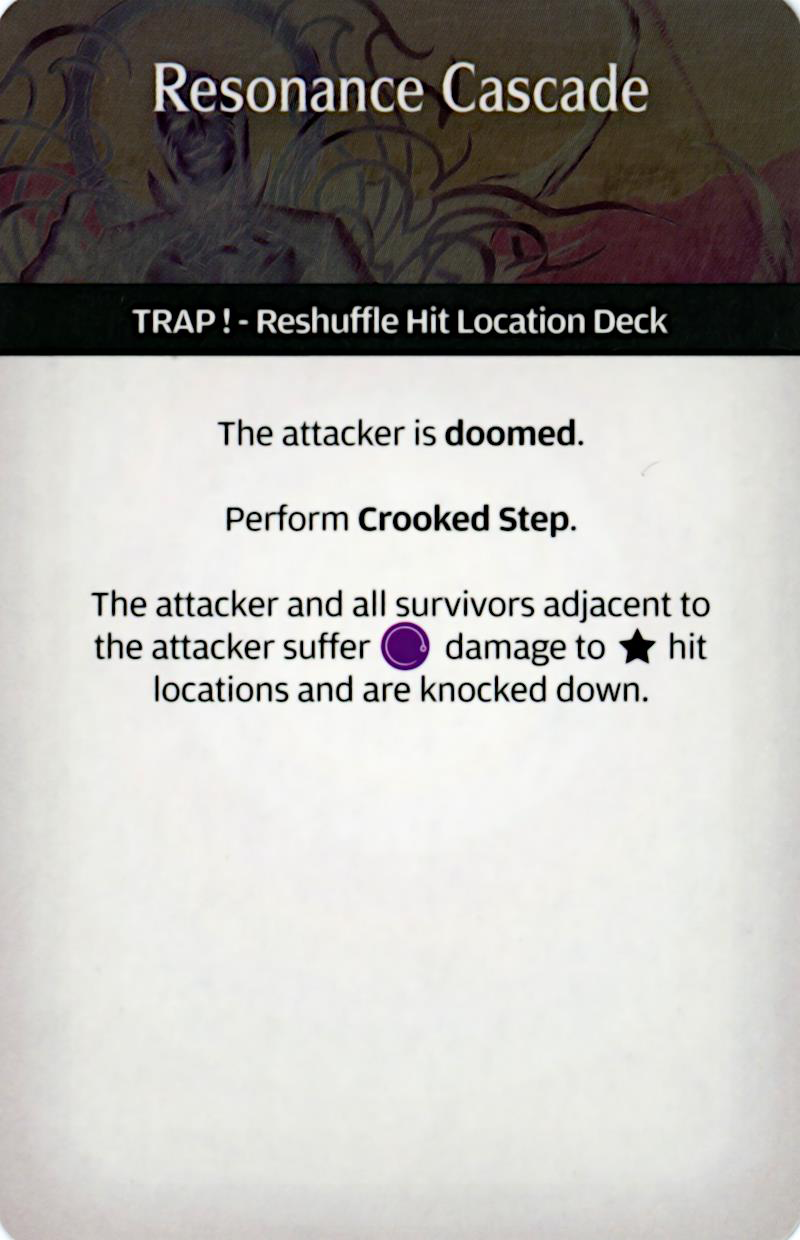 Resonance Cascade
TRAP! - Reshuffle Hit Location Deck
The attacker is doomed.
Perform Crooked Step.
The attacker and all survivors adjacent to
the attacker suffer damage to ★ hit
locations and are knocked down.